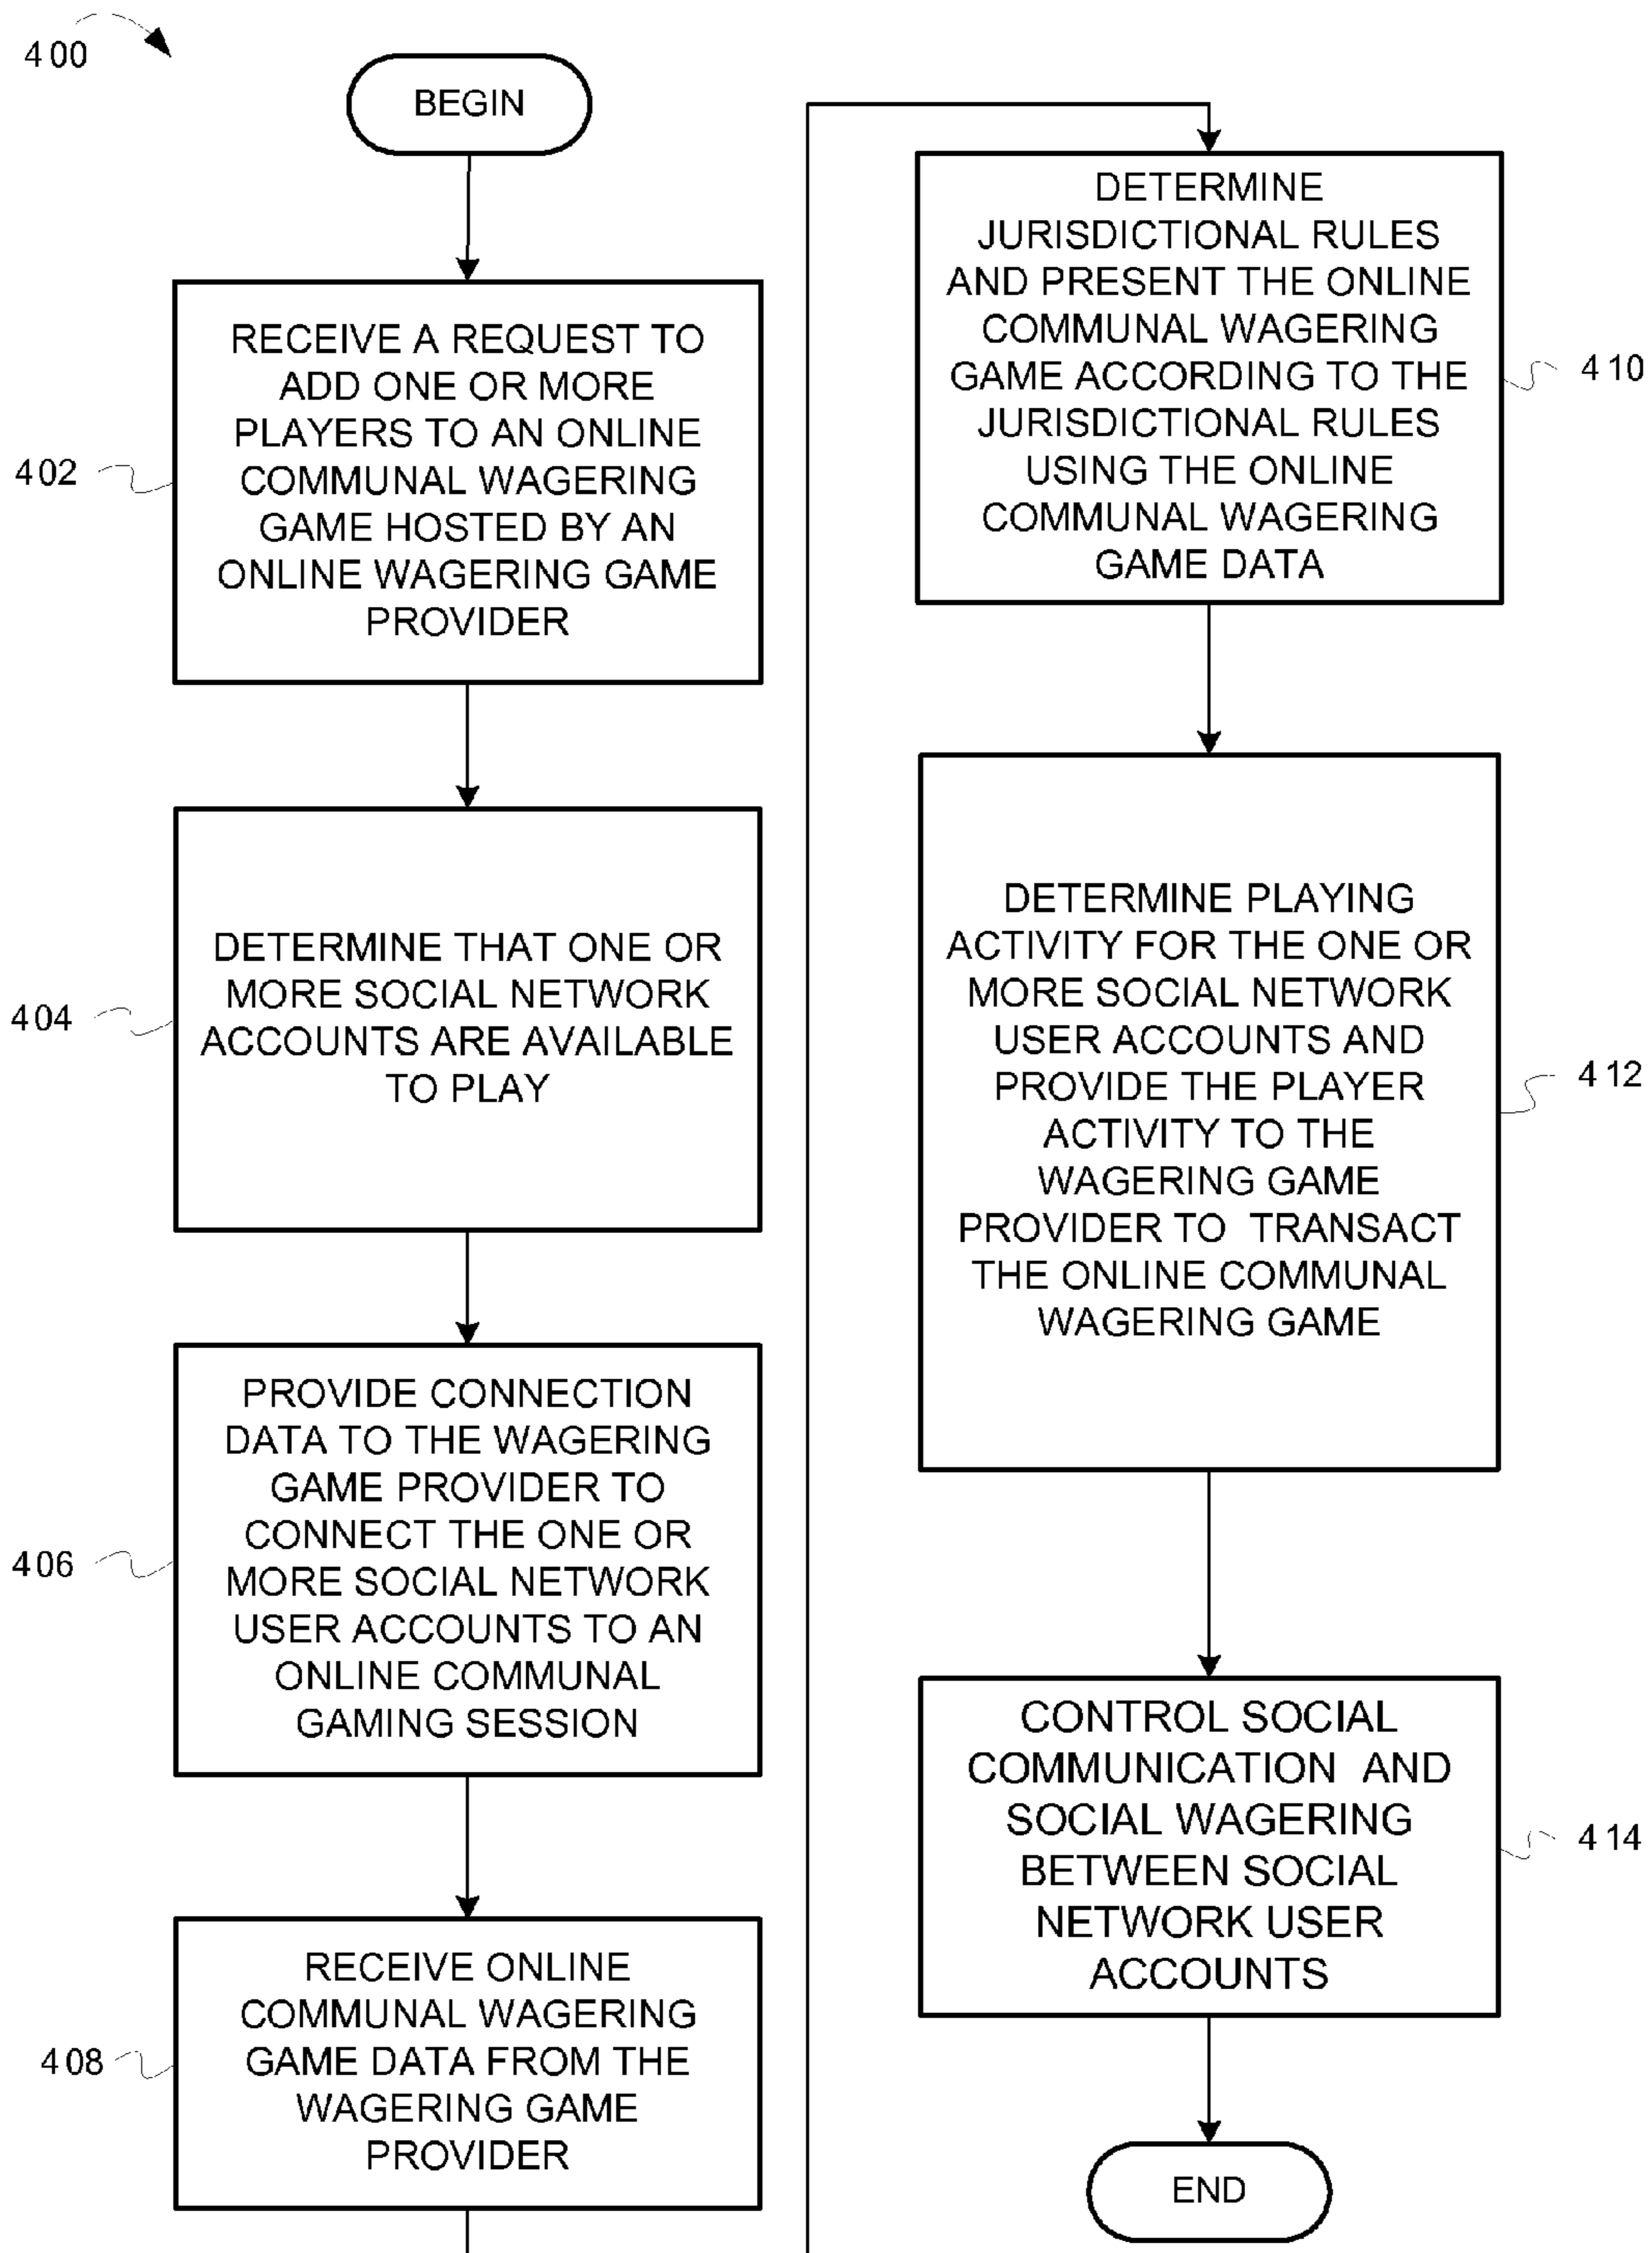 400
BEGIN
RECEIVE A REQUEST TO
ADD ONE OR MORE
PLAYERS TO AN ONLINE
COMMUNAL WAGERING
GAME HOSTED BY AN
ONLINE WAGERING GAME
PROVIDER
402
DETERMINE THAT ONE OR
MORE SOCIAL NETWORK
ACCOUNTS ARE AVAILABLE
TO PLAY
404
PROVIDE CONNECTION
DATA TO THE WAGERING
GAME PROVIDER TO
CONNECT THE ONE OR
MORE SOCIAL NETWORK
USER ACCOUNTS TO AN
ONLINE COMMUNAL
GAMING SESSION
406
RECEIVE ONLINE
COMMUNAL WAGERING
GAME DATA FROM THE
WAGERING GAME
PROVIDER
408
DETERMINE
JURISDICTIONAL RULES
AND PRESENT THE ONLINE
COMMUNAL WAGERING
GAME ACCORDING TO THE
JURISDICTIONAL RULES
USING THE ONLINE
COMMUNAL WAGERING
GAME DATA
410
DETERMINE PLAYING
ACTIVITY FOR THE ONE OR
MORE SOCIAL NETWORK
USER ACCOUNTS AND
PROVIDE THE PLAYER
ACTIVITY TO THE
WAGERING GAME
PROVIDER TO TRANSACT
THE ONLINE COMMUNAL
WAGERING GAME
412
CONTROL SOCIAL
COMMUNICATION AND
SOCIAL WAGERING
BETWEEN SOCIAL
NETWORK USER
ACCOUNTS
414
END